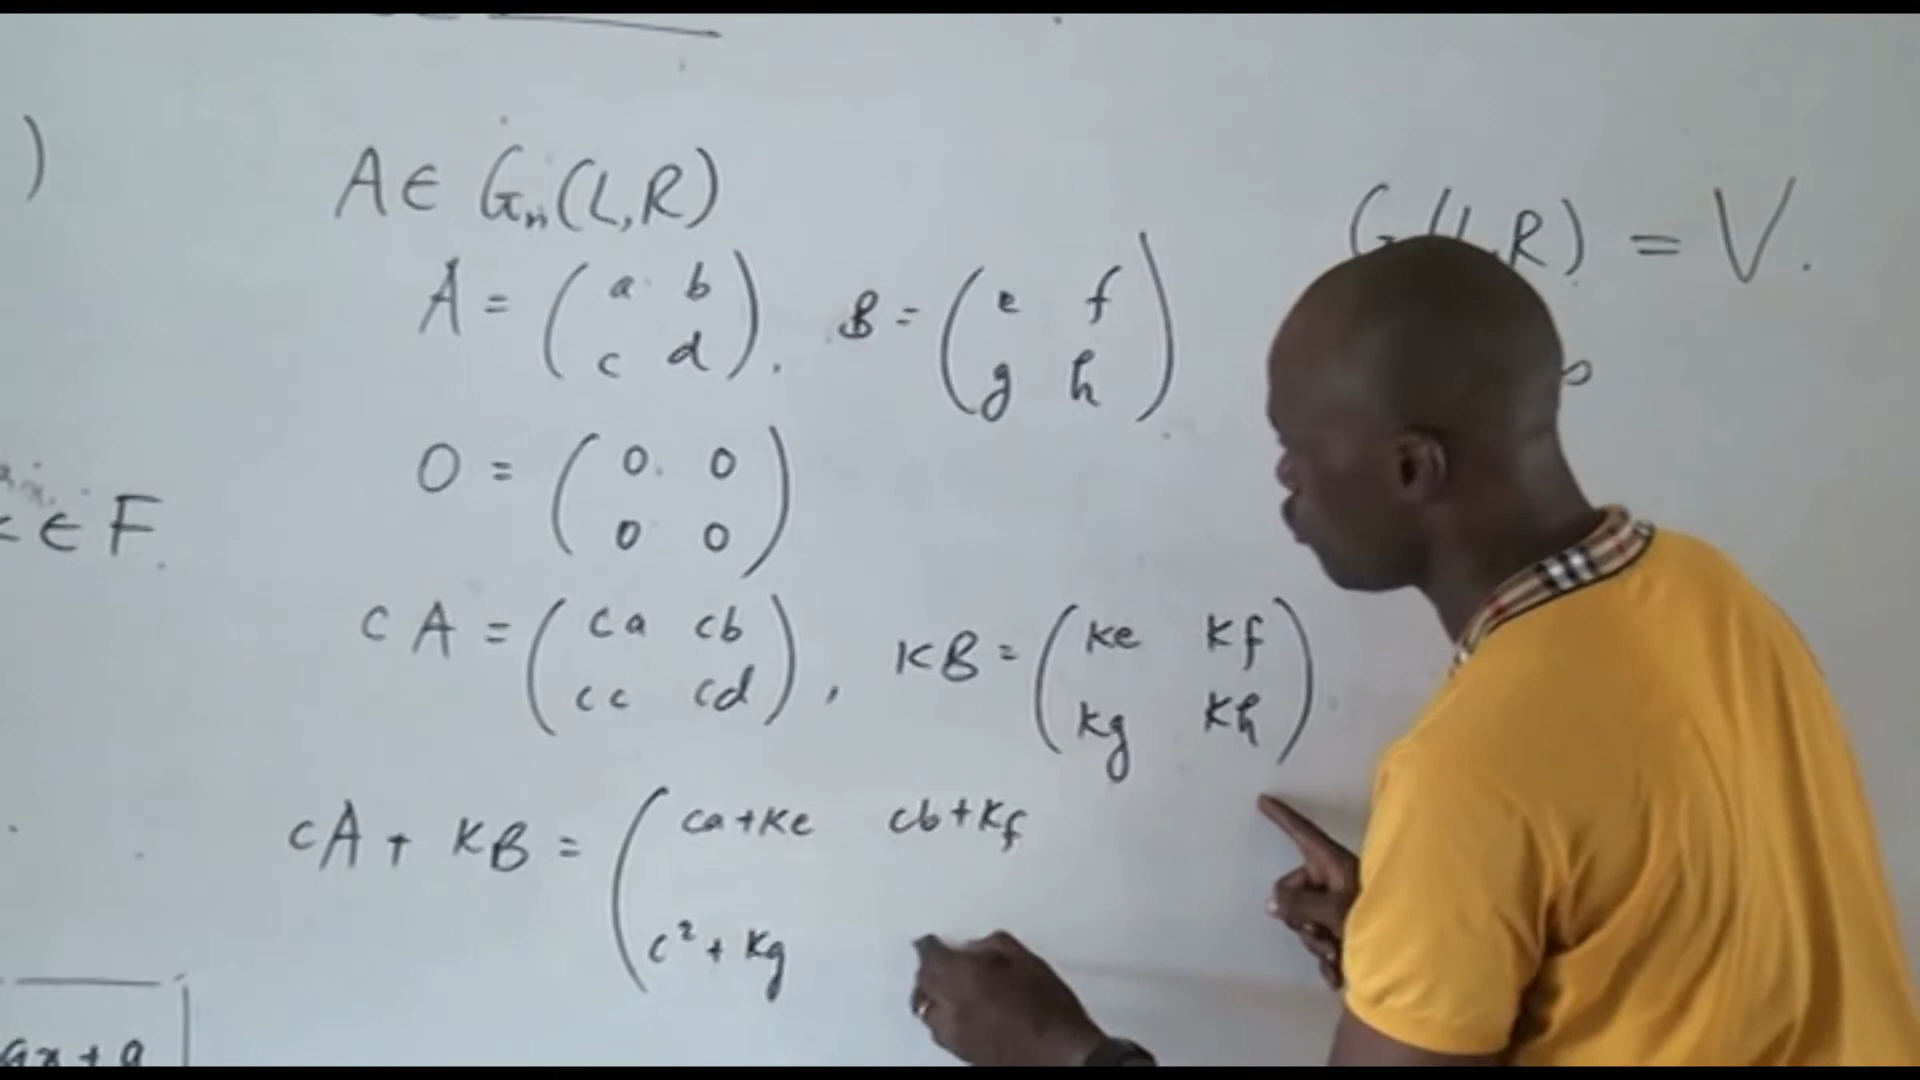 )
A ∈ Gₙ(L,R)
G(L,R) = V.
A = ( a b
c d ), B = ( e f
g h )
O = ( 0 0
0 0 )
∈ F.
cA = ( ca cb
cc cd ), KB = ( Ke Kf
Kg Kh )
cA + KB = ( ca+Ke cb+Kf
c² + Kg